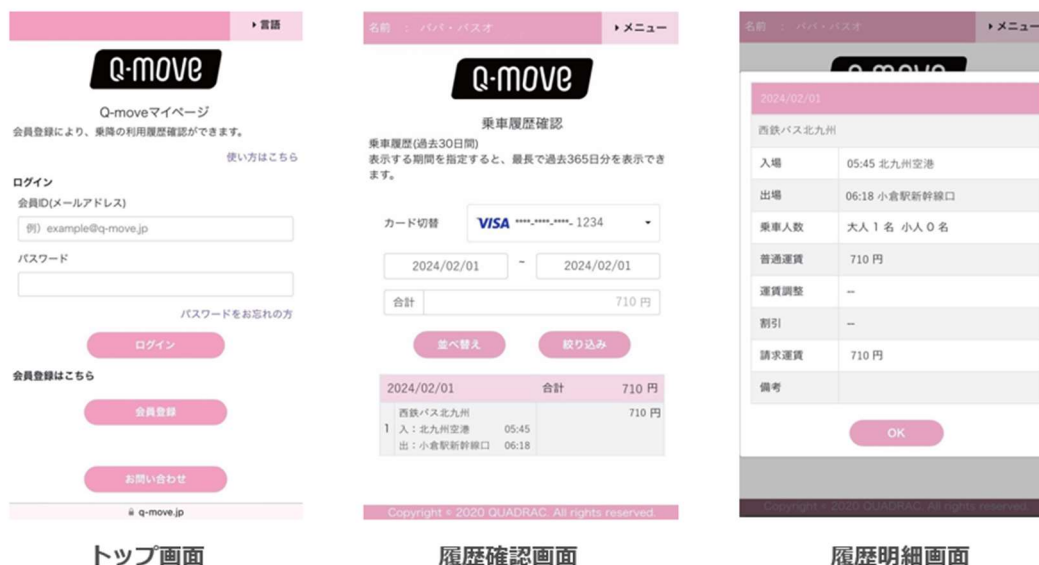 ▸言語
Q-move
Q-moveマイページ
会員登録により、乗降の利用履歴確認ができます。
使い方はこちら
ログイン
会員ID(メールアドレス)
例）example@q-move.jp
パスワード
パスワードをお忘れの方
ログイン
会員登録はこちら
会員登録
お問い合わせ
q-move.jp
トップ画面
名前 ： パパ・パスオ
▸メニュー
Q-move
乗車履歴確認
乗車履歴(過去30日間)
表示する期間を指定すると、最長で過去365日分を表示でき
ます。
カード切替 VISA ****-****-****- 1234
2024/02/01 - 2024/02/01
合計 710 円
並べ替え 絞り込み
2024/02/01 合計 710 円
西鉄バス北九州 710 円
1 入：北九州空港 05:45
出：小倉駅新幹線口 06:18
Copyright © 2020 QUADRAC. All rights reserved.
履歴確認画面
名前 ： パパ・パスオ
▸メニュー
Q-move
2024/02/01
西鉄バス北九州
入場 05:45 北九州空港
出場 06:18 小倉駅新幹線口
乗車人数 大人 1 名 小人 0 名
普通運賃 710 円
運賃調整 --
割引 --
請求運賃 710 円
備考
OK
Copyright © 2020 QUADRAC. All rights reserved.
履歴明細画面